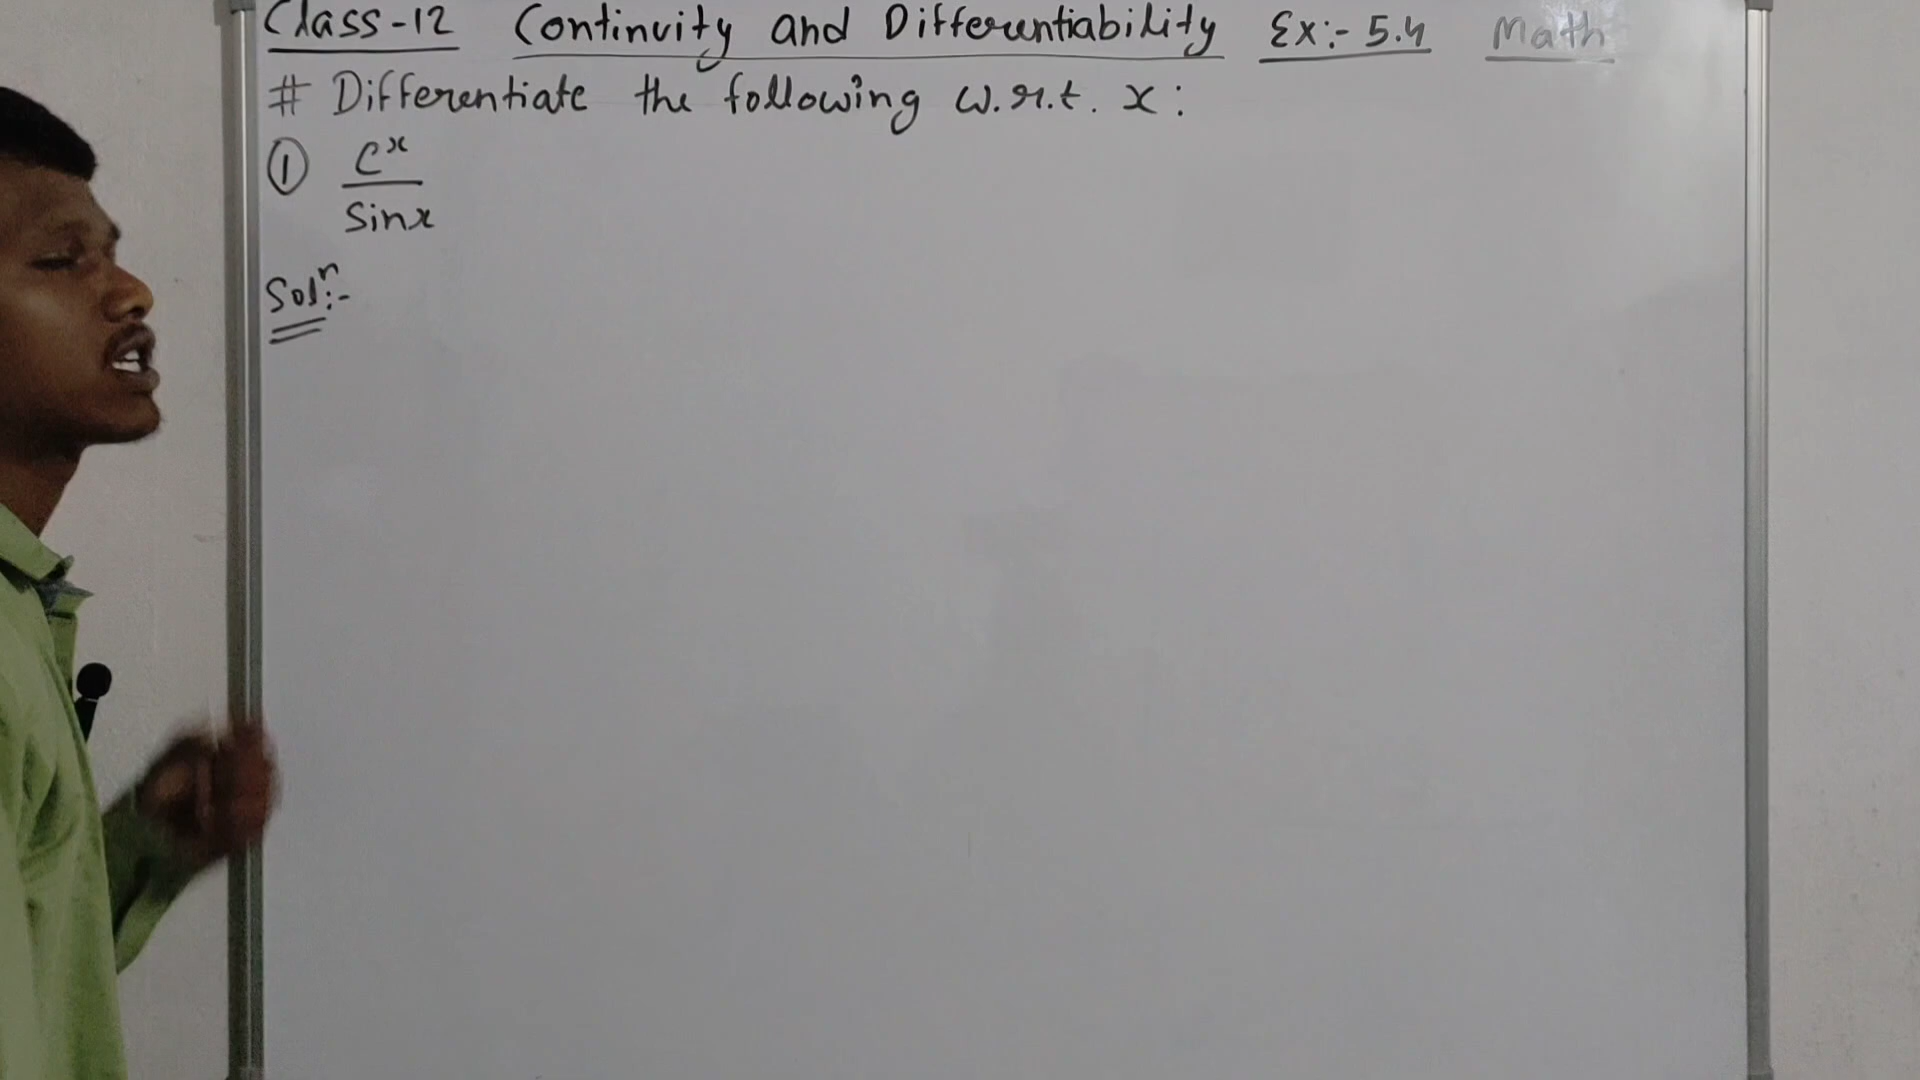 Class-12 Continuity and Differentiability Ex:- 5.4 Math
# Differentiate the following w.r.t. x:
① e^x
sinx
Solⁿ:-